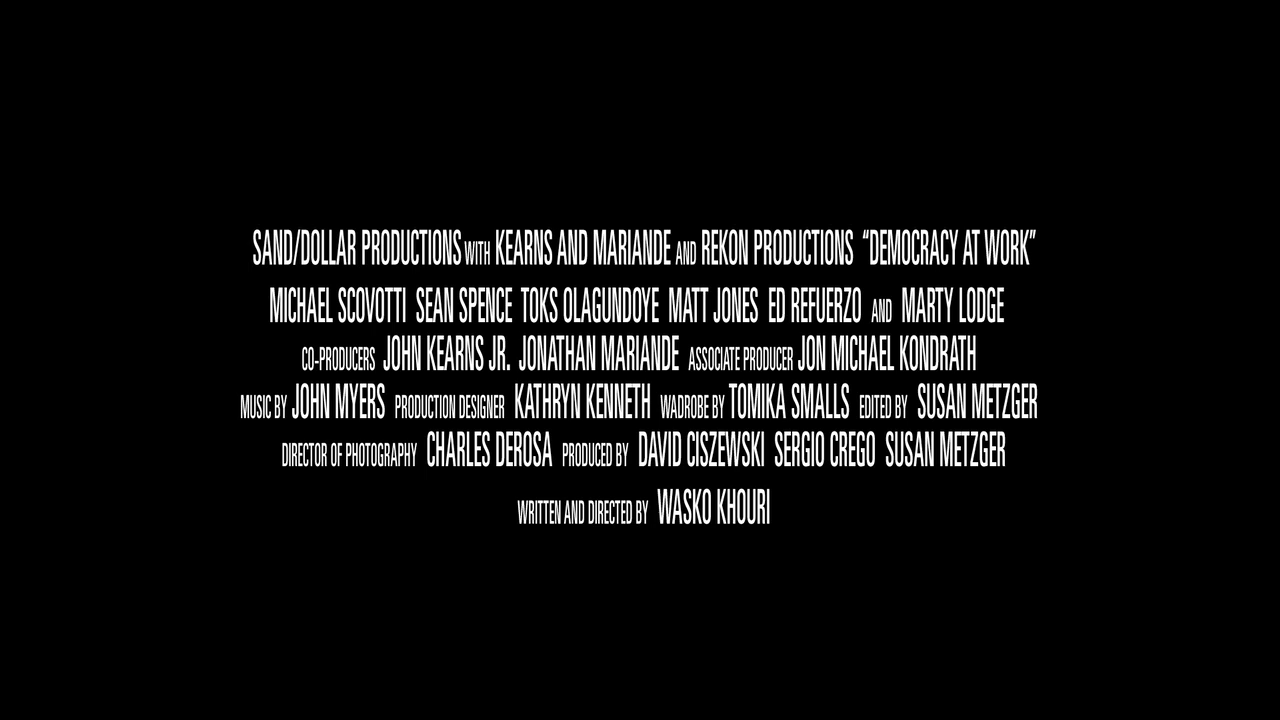 SAND/DOLLAR PRODUCTIONS WITH KEARNS AND MARIANDE AND REKON PRODUCTIONS “DEMOCRACY AT WORK”
MICHAEL SCOVOTTI SEAN SPENCE TOKS OLAGUNDOYE MATT JONES ED REFUERZO AND MARTY LODGE
CO-PRODUCERS JOHN KEARNS JR. JONATHAN MARIANDE ASSOCIATE PRODUCER JON MICHAEL KONDRATH
MUSIC BY JOHN MYERS PRODUCTION DESIGNER KATHRYN KENNETH WADROBE BY TOMIKA SMALLS EDITED BY SUSAN METZGER
DIRECTOR OF PHOTOGRAPHY CHARLES DEROSA PRODUCED BY DAVID CISZEWSKI SERGIO CREGO SUSAN METZGER
WRITTEN AND DIRECTED BY WASKO KHOURI